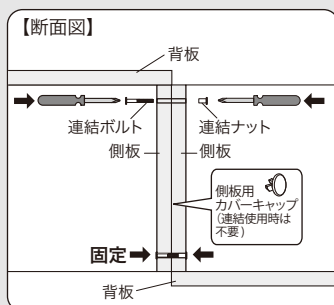 【断面図】
背板
連結ボルト
連結ナット
側板
側板
側板用
カバーキャップ
（連結使用時は
不要）
固定
背板